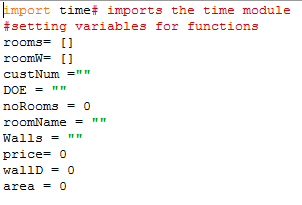 import time# imports the time module
#setting variables for functions
rooms= []
roomW= []
custNum =""
DOE = ""
noRooms = 0
roomName = ""
Walls = ""
price= 0
wallD = 0
area = 0